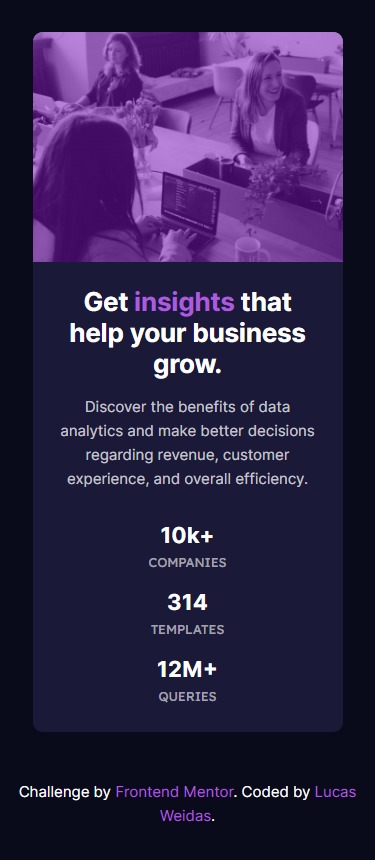 Get insights that
help your business
grow.
Discover the benefits of data
analytics and make better decisions
regarding revenue, customer
experience, and overall efficiency.
10k+
COMPANIES
314
TEMPLATES
12M+
QUERIES
Challenge by Frontend Mentor. Coded by Lucas
Weidas.